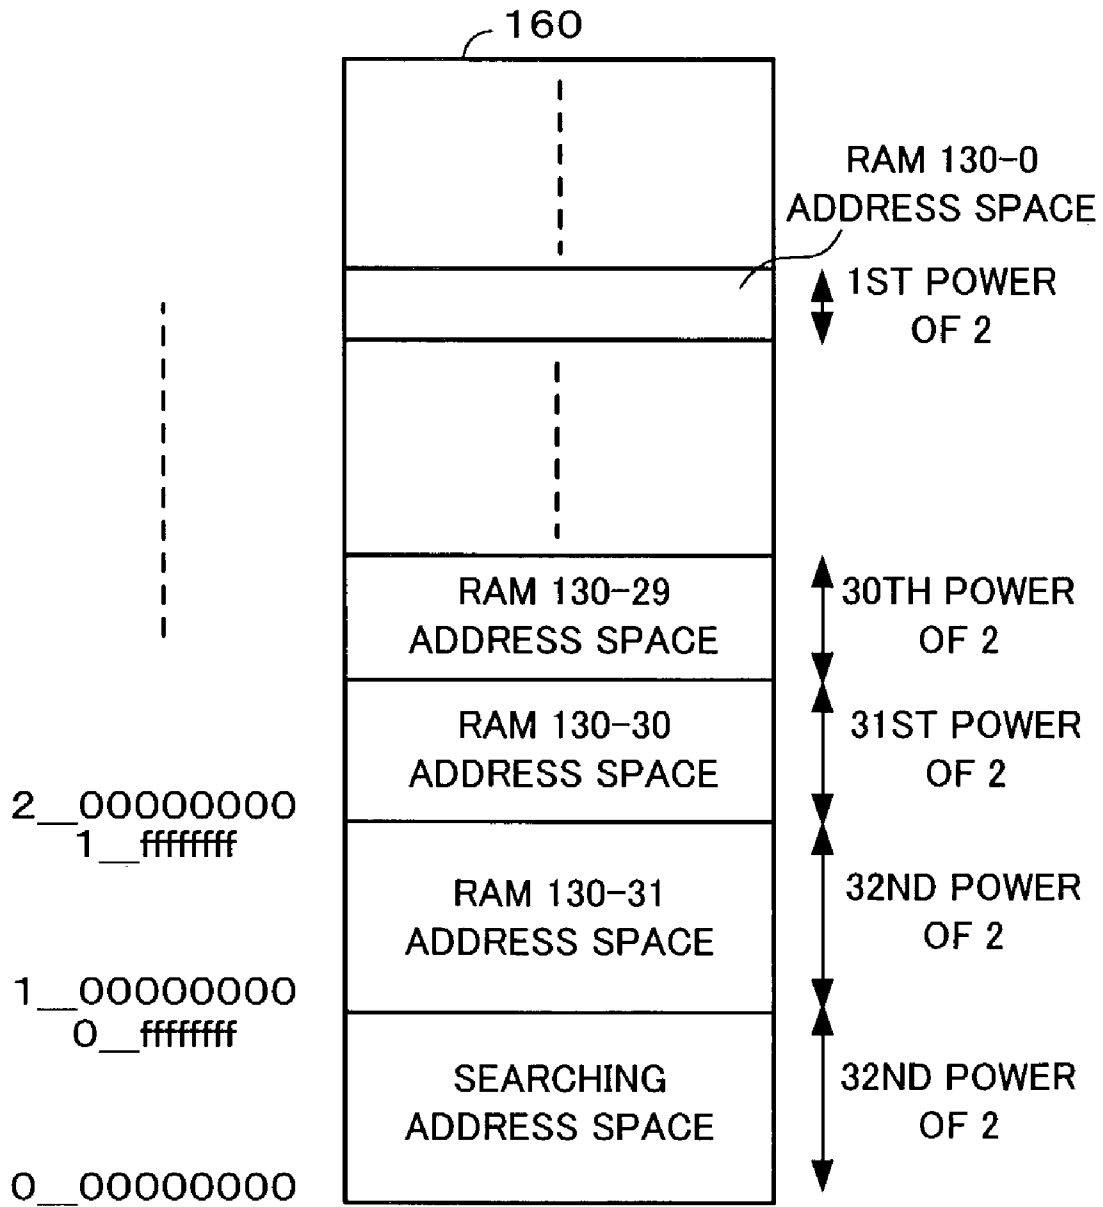 160
RAM 130-0
ADDRESS SPACE
1ST POWER
OF 2
RAM 130-29
ADDRESS SPACE
30TH POWER
OF 2
RAM 130-30
ADDRESS SPACE
31ST POWER
OF 2
2__00000000
1__ffffffff
RAM 130-31
ADDRESS SPACE
32ND POWER
OF 2
1__00000000
0__ffffffff
SEARCHING
ADDRESS SPACE
32ND POWER
OF 2
0__00000000